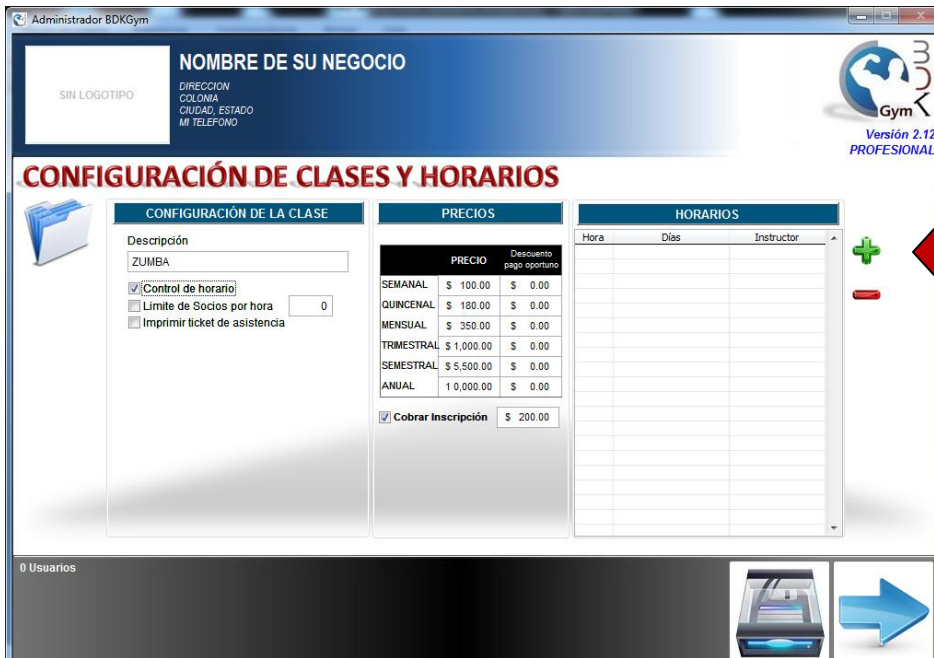 Administrador BDKGym
SIN LOGOTIPO
NOMBRE DE SU NEGOCIO
DIRECCION
COLONIA
CIUDAD, ESTADO
MI TELEFONO
BDK
Gym
Versión 2.12
PROFESIONAL
CONFIGURACIÓN DE CLASES Y HORARIOS
CONFIGURACIÓN DE LA CLASE
Descripción
ZUMBA
Control de horario
Limite de Socios por hora 0
Imprimir ticket de asistencia
PRECIOS
PRECIO Descuento
pago oportuno
SEMANAL $ 100.00 $ 0.00
QUINCENAL $ 180.00 $ 0.00
MENSUAL $ 350.00 $ 0.00
TRIMESTRAL $ 1,000.00 $ 0.00
SEMESTRAL $ 5,500.00 $ 0.00
ANUAL 1 0,000.00 $ 0.00
Cobrar Inscripción $ 200.00
HORARIOS
Hora Días Instructor
0 Usuarios